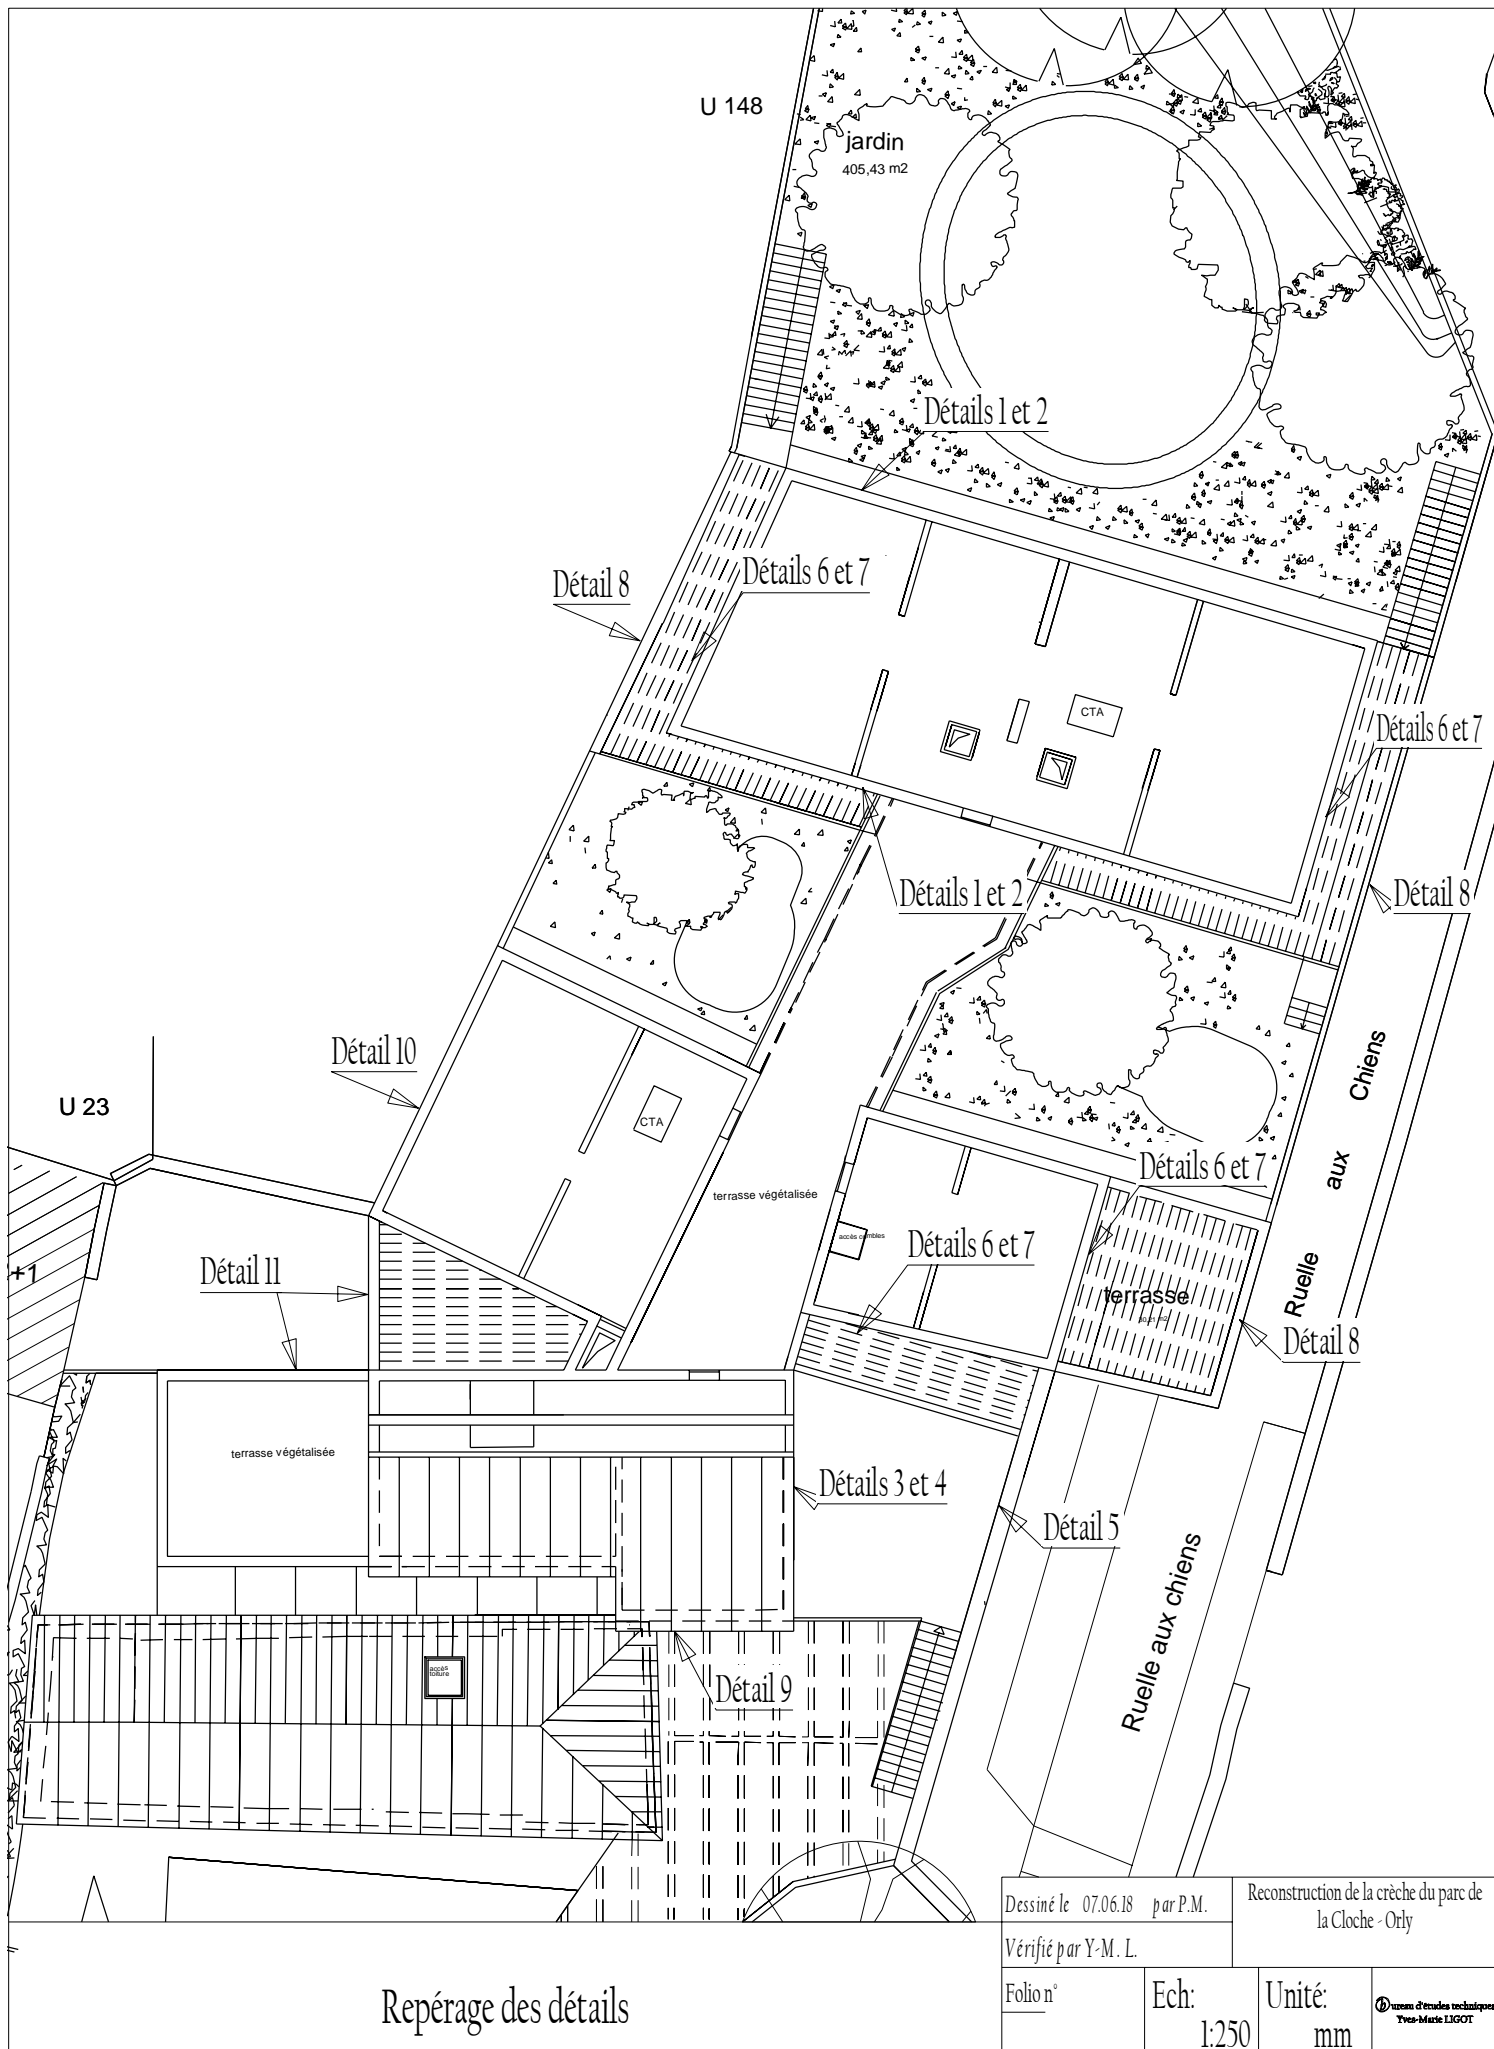 U 148
jardin
405,43 m2
Détails 1 et 2
Détail 8
Détails 6 et 7
CTA
Détails 6 et 7
Détails 1 et 2
Détail 8
Détail 10
U 23
CTA
Ruelle aux Chiens
terrasse végétalisée
Détails 6 et 7
accès combles
Détails 6 et 7
+1
Détail 11
terrasse
Détail 8
terrasse végétalisée
Détails 3 et 4
Détail 5
Ruelle aux chiens
accès
toiture
Détail 9
Dessiné le 07.06.18 par P.M.
Reconstruction de la crèche du parc de
la Cloche - Orly
Vérifié par Y-M. L.
Repérage des détails
Folio n°
Ech:
1:250
Unité:
mm
bureau d'études techniques
Yves-Marie LIGOT